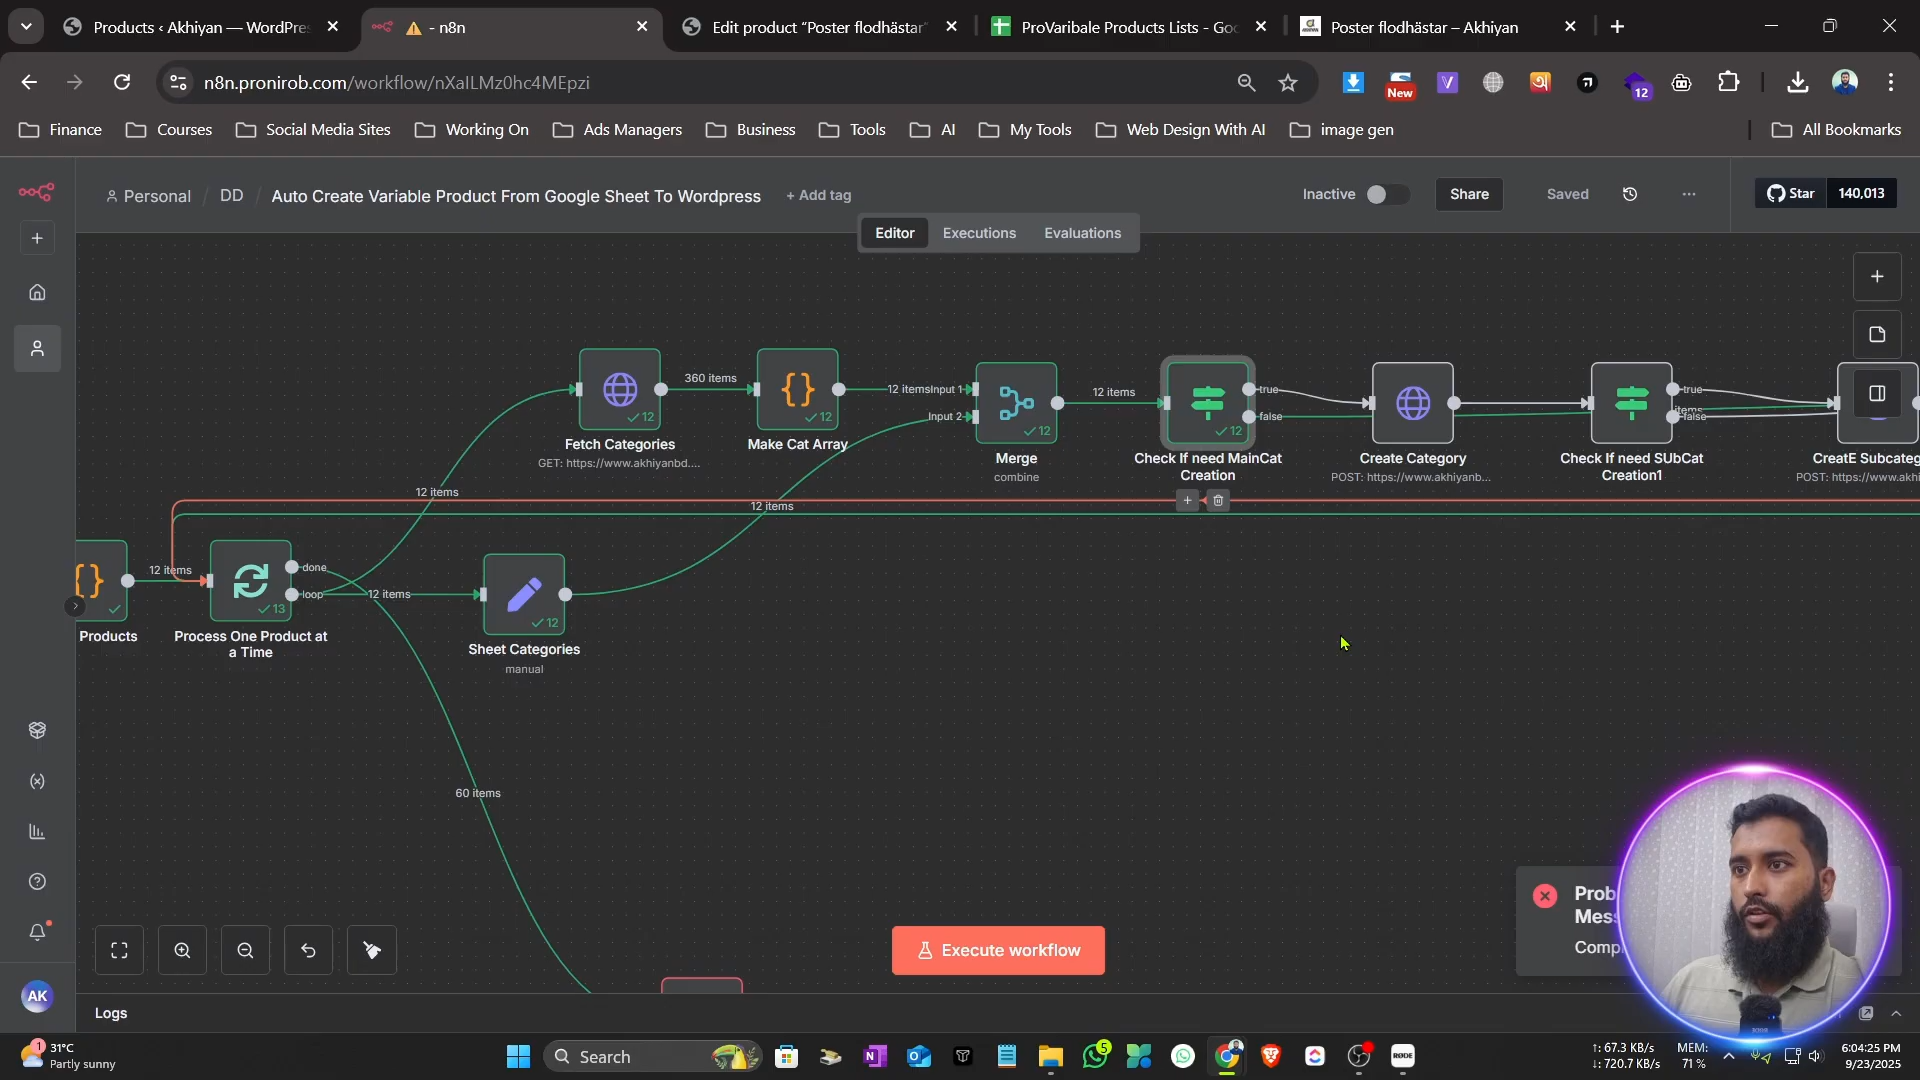 Products ‹ Akhiyan — WordPres
- n8n
Edit product “Poster flodhästar”
ProVaribale Products Lists - Goo
Poster flodhästar – Akhiyan
n8n.pronirob.com/workflow/nXaILMz0hc4MEpzi
New
12
Finance
Courses
Social Media Sites
Working On
Ads Managers
Business
Tools
AI
My Tools
Web Design With AI
image gen
All Bookmarks
Personal / DD / Auto Create Variable Product From Google Sheet To Wordpress
+ Add tag
Inactive
Share
Saved
Star
140,013
Editor
Executions
Evaluations
360 items
12 items
Input 1
Input 2
12 items
true
false
true
items
false
12
12
12
12
Fetch Categories
GET: https://www.akhiyanbd....
Make Cat Array
Merge
combine
Check If need MainCat
Creation
Create Category
POST: https://www.akhiyanb...
Check If need SUbCat
Creation1
CreatE Subcateg
POST: https://www.akhi
12 items
12 items
12 items
done
loop
12 items
13
12
Products
Process One Product at
a Time
Sheet Categories
manual
60 items
Prob
Mess
Comp
Execute workflow
AK
Logs
1
31°C
Partly sunny
Search
5
RØDE
↑: 67.3 KB/s
↓: 720.7 KB/s
MEM:
71 %
6:04:25 PM
9/23/2025